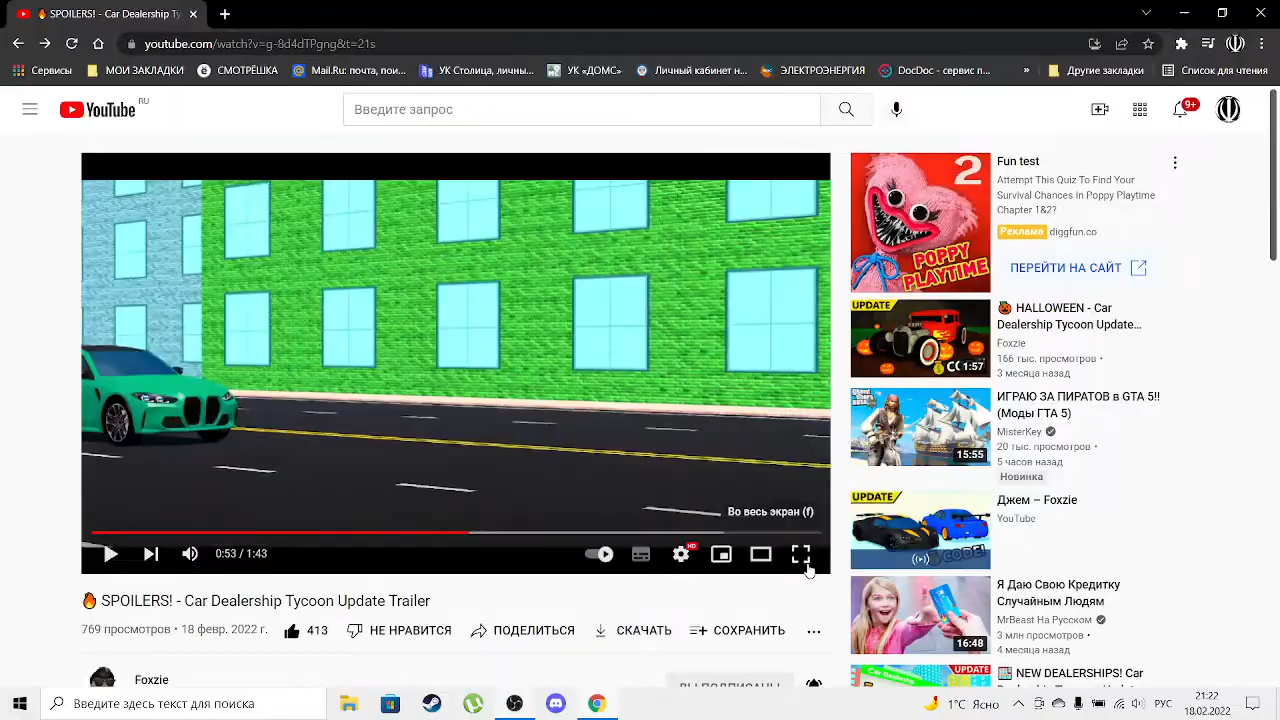 🔥 SPOILERS! - Car Dealership Ty
youtube.com/watch?v=g-8d4dTPgng&t=21s
Сервисы
МОИ ЗАКЛАДКИ
СМОТРЁШКА
Mail.Ru: почта, пои...
УК Столица, личны...
УК «ДОМС»
Личный кабинет н...
ЭЛЕКТРОЭНЕРГИЯ
DocDoc - сервис п...
»
Другие закладки
Список для чтения
YouTube RU
Введите запрос
9+
Во весь экран (f)
0:53 / 1:43
HD
🔥 SPOILERS! - Car Dealership Tycoon Update Trailer
769 просмотров • 18 февр. 2022 г.
413
НЕ НРАВИТСЯ
ПОДЕЛИТЬСЯ
СКАЧАТЬ
СОХРАНИТЬ
Foxzie
ВЫ ПОДПИСАНЫ
2
POPPY
PLAYTIME
Fun test
Attempt This Quiz To Find Your
Survival Chances In Poppy Playtime
Chapter 1&2?
Реклама diggfun.co
ПЕРЕЙТИ НА САЙТ
UPDATE
1:57
🎃 HALLOWEEN - Car
Dealership Tycoon Update...
Foxzie
166 тыс. просмотров •
3 месяца назад
15:55
ИГРАЮ ЗА ПИРАТОВ в GTA 5!!
(Моды ГТА 5)
MisterKey
20 тыс. просмотров •
5 часов назад
Новинка
UPDATE
CODE!
Джем – Foxzie
YouTube
16:48
Я Даю Свою Кредитку
Случайным Людям
MrBeast На Русском
3 млн просмотров •
4 месяца назад
Car Dealership
UPDATE
NEW DEALERSHIPS! Car
Введите здесь текст для поиска
1°C Ясно
РУС
21:22
18.02.2022